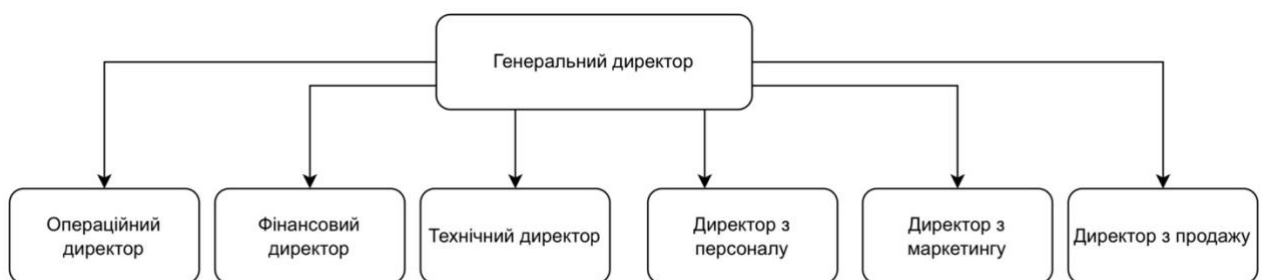 Генеральний директор
Операційний
директор
Фінансовий
директор
Технічний директор
Директор з
персоналу
Директор з
маркетингу
Директор з продажу